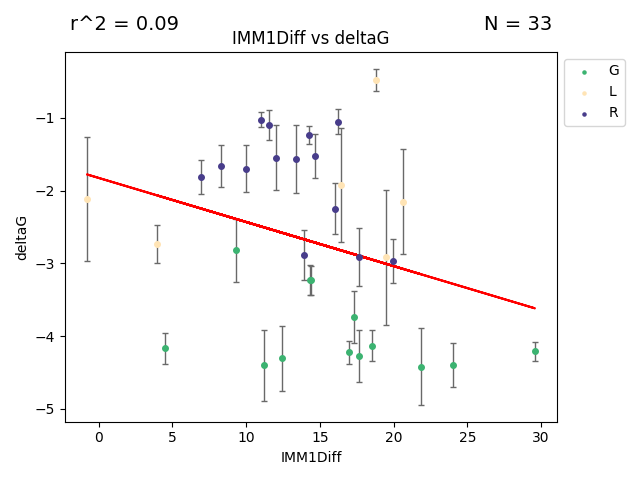 r^2 = 0.09
N = 33
IMM1Diff vs deltaG
G
L
R
−1
−2
−3
−4
−5
deltaG
0 5 10 15 20 25 30
IMM1Diff